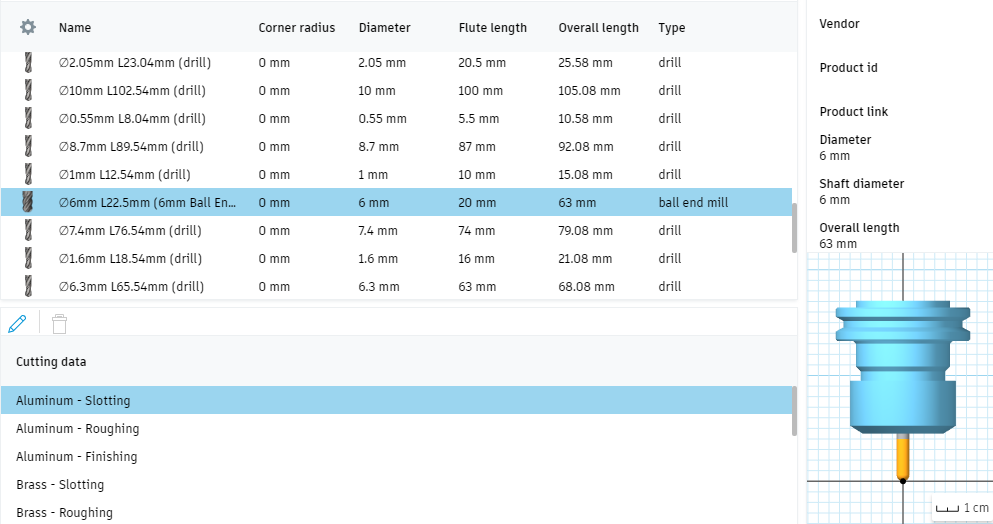 Name Corner radius Diameter Flute length Overall length Type
∅2.05mm L23.04mm (drill) 0 mm 2.05 mm 20.5 mm 25.58 mm drill
∅10mm L102.54mm (drill) 0 mm 10 mm 100 mm 105.08 mm drill
∅0.55mm L8.04mm (drill) 0 mm 0.55 mm 5.5 mm 10.58 mm drill
∅8.7mm L89.54mm (drill) 0 mm 8.7 mm 87 mm 92.08 mm drill
∅1mm L12.54mm (drill) 0 mm 1 mm 10 mm 15.08 mm drill
∅6mm L22.5mm (6mm Ball En... 0 mm 6 mm 20 mm 63 mm ball end mill
∅7.4mm L76.54mm (drill) 0 mm 7.4 mm 74 mm 79.08 mm drill
∅1.6mm L18.54mm (drill) 0 mm 1.6 mm 16 mm 21.08 mm drill
∅6.3mm L65.54mm (drill) 0 mm 6.3 mm 63 mm 68.08 mm drill
Cutting data
Aluminum - Slotting
Aluminum - Roughing
Aluminum - Finishing
Brass - Slotting
Brass - Roughing
Vendor
Product id
Product link
Diameter
6 mm
Shaft diameter
6 mm
Overall length
63 mm
1 cm